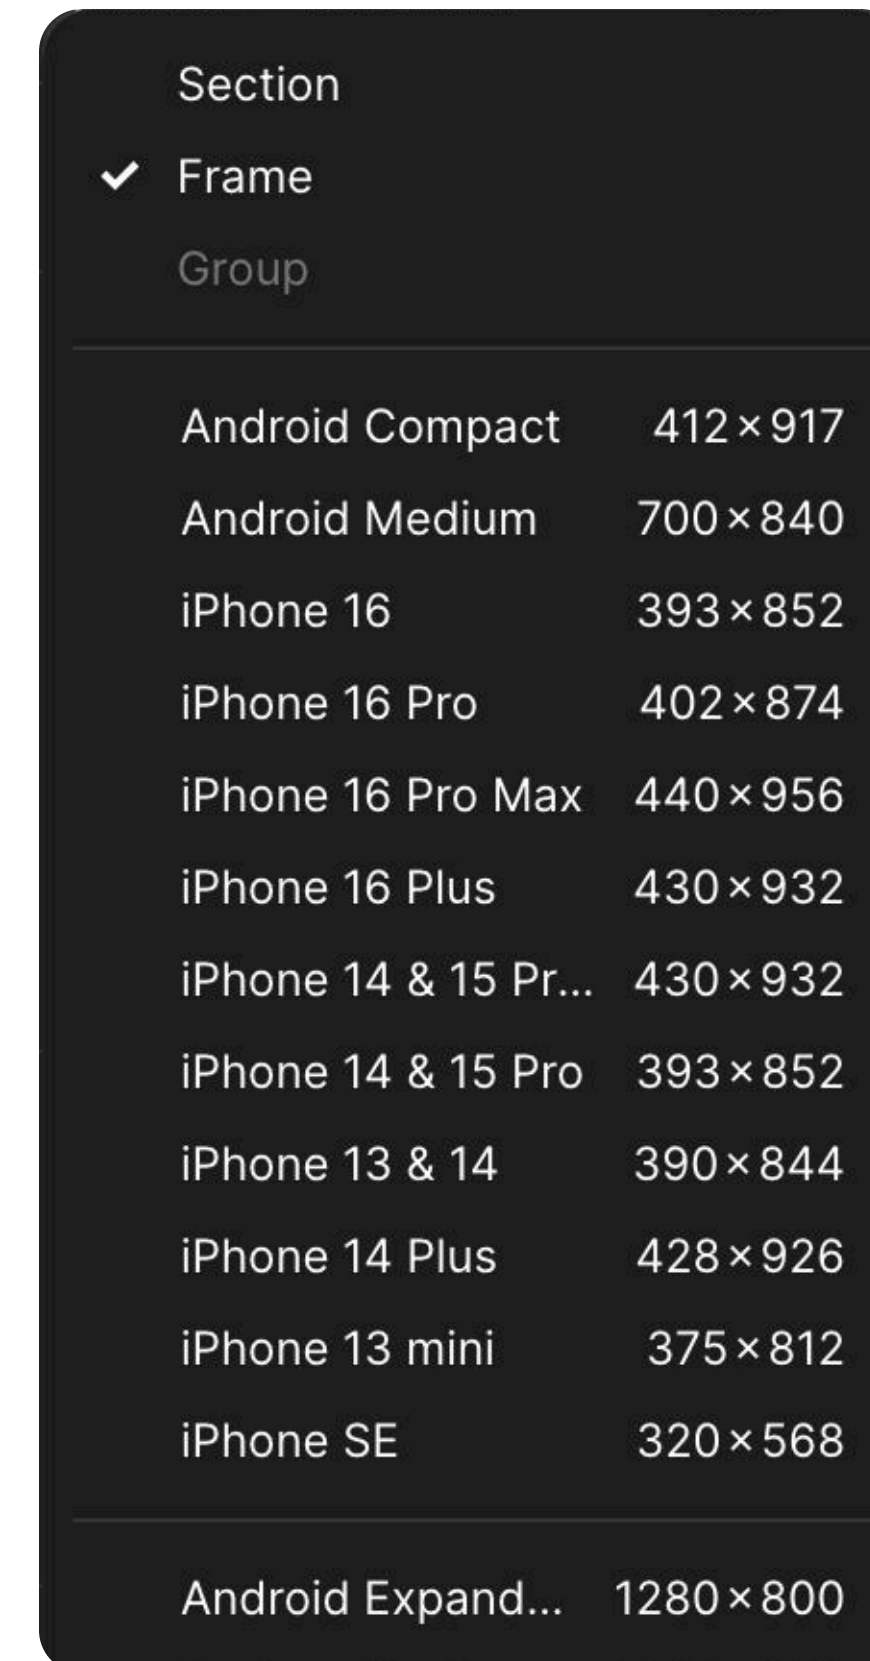 Section
Frame
Group
Android Compact 412×917
Android Medium 700×840
iPhone 16 393×852
iPhone 16 Pro 402×874
iPhone 16 Pro Max 440×956
iPhone 16 Plus 430×932
iPhone 14 & 15 Pr... 430×932
iPhone 14 & 15 Pro 393×852
iPhone 13 & 14 390×844
iPhone 14 Plus 428×926
iPhone 13 mini 375×812
iPhone SE 320×568
Android Expand... 1280×800